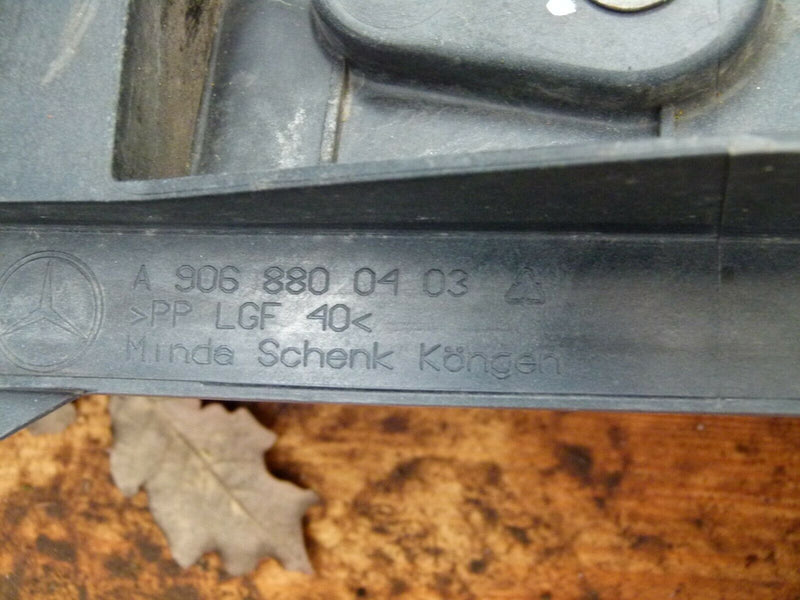 A 906 880 04 03
>PP LGF 40<
Minda Schenk Köngen